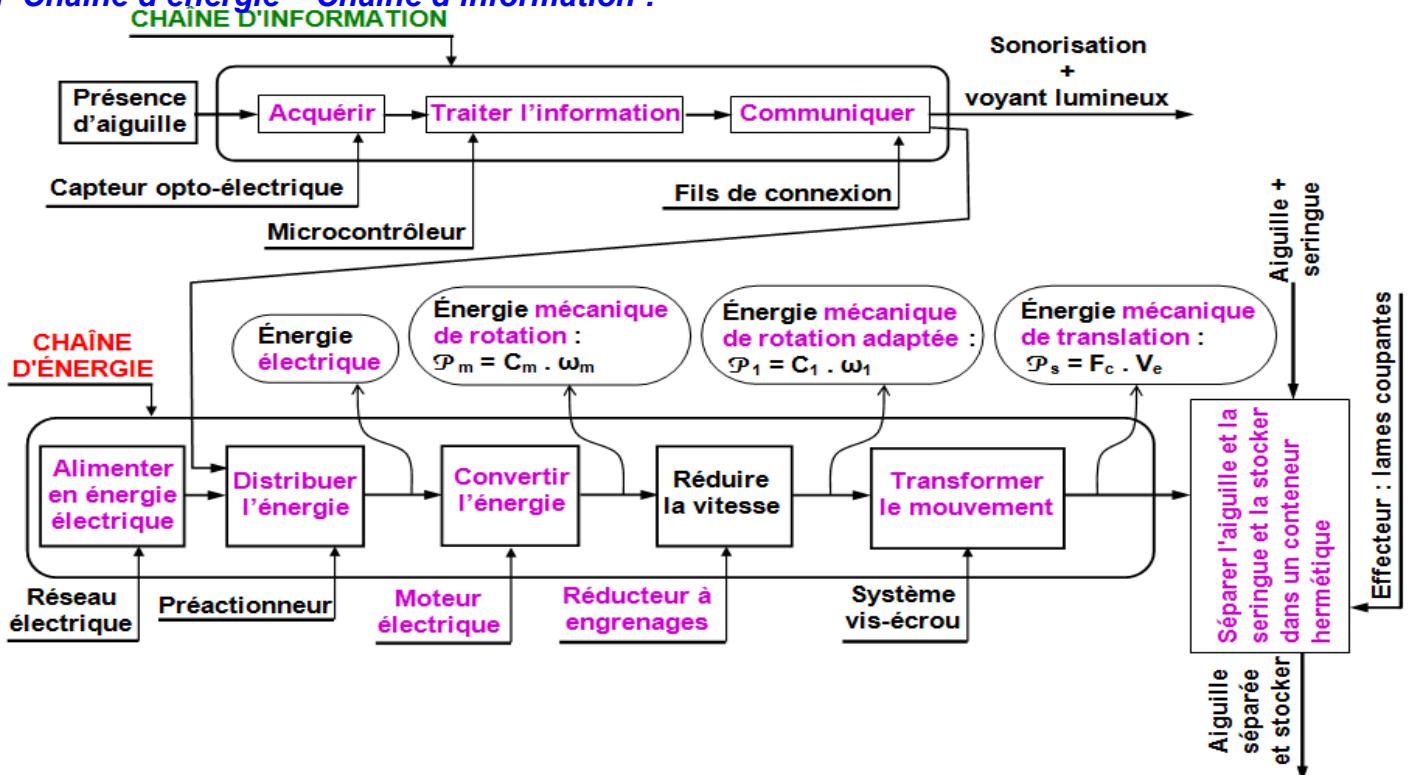 Chaîne d'énergie – Chaîne d'information :
CHAÎNE D'INFORMATION
Présence
d'aiguille
Acquérir
Traiter l'information
Communiquer
Sonorisation
+
voyant lumineux
Capteur opto-électrique
Microcontrôleur
Fils de connexion
Aiguille +
seringue
CHAÎNE
D'ÉNERGIE
Énergie
électrique
Énergie mécanique
de rotation :
𝒫m = Cm . ωm
Énergie mécanique
de rotation adaptée :
𝒫1 = C1 . ω1
Énergie mécanique
de translation :
𝒫s = Fc . Ve
Alimenter
en énergie
électrique
Distribuer
l'énergie
Convertir
l'énergie
Réduire
la vitesse
Transformer
le mouvement
Séparer l'aiguille et la
seringue et la stocker
dans un conteneur
hermétique
Effecteur : lames coupantes
Réseau
électrique
Préactionneur
Moteur
électrique
Réducteur à
engrenages
Système
vis-écrou
Aiguille
séparée
et stocker